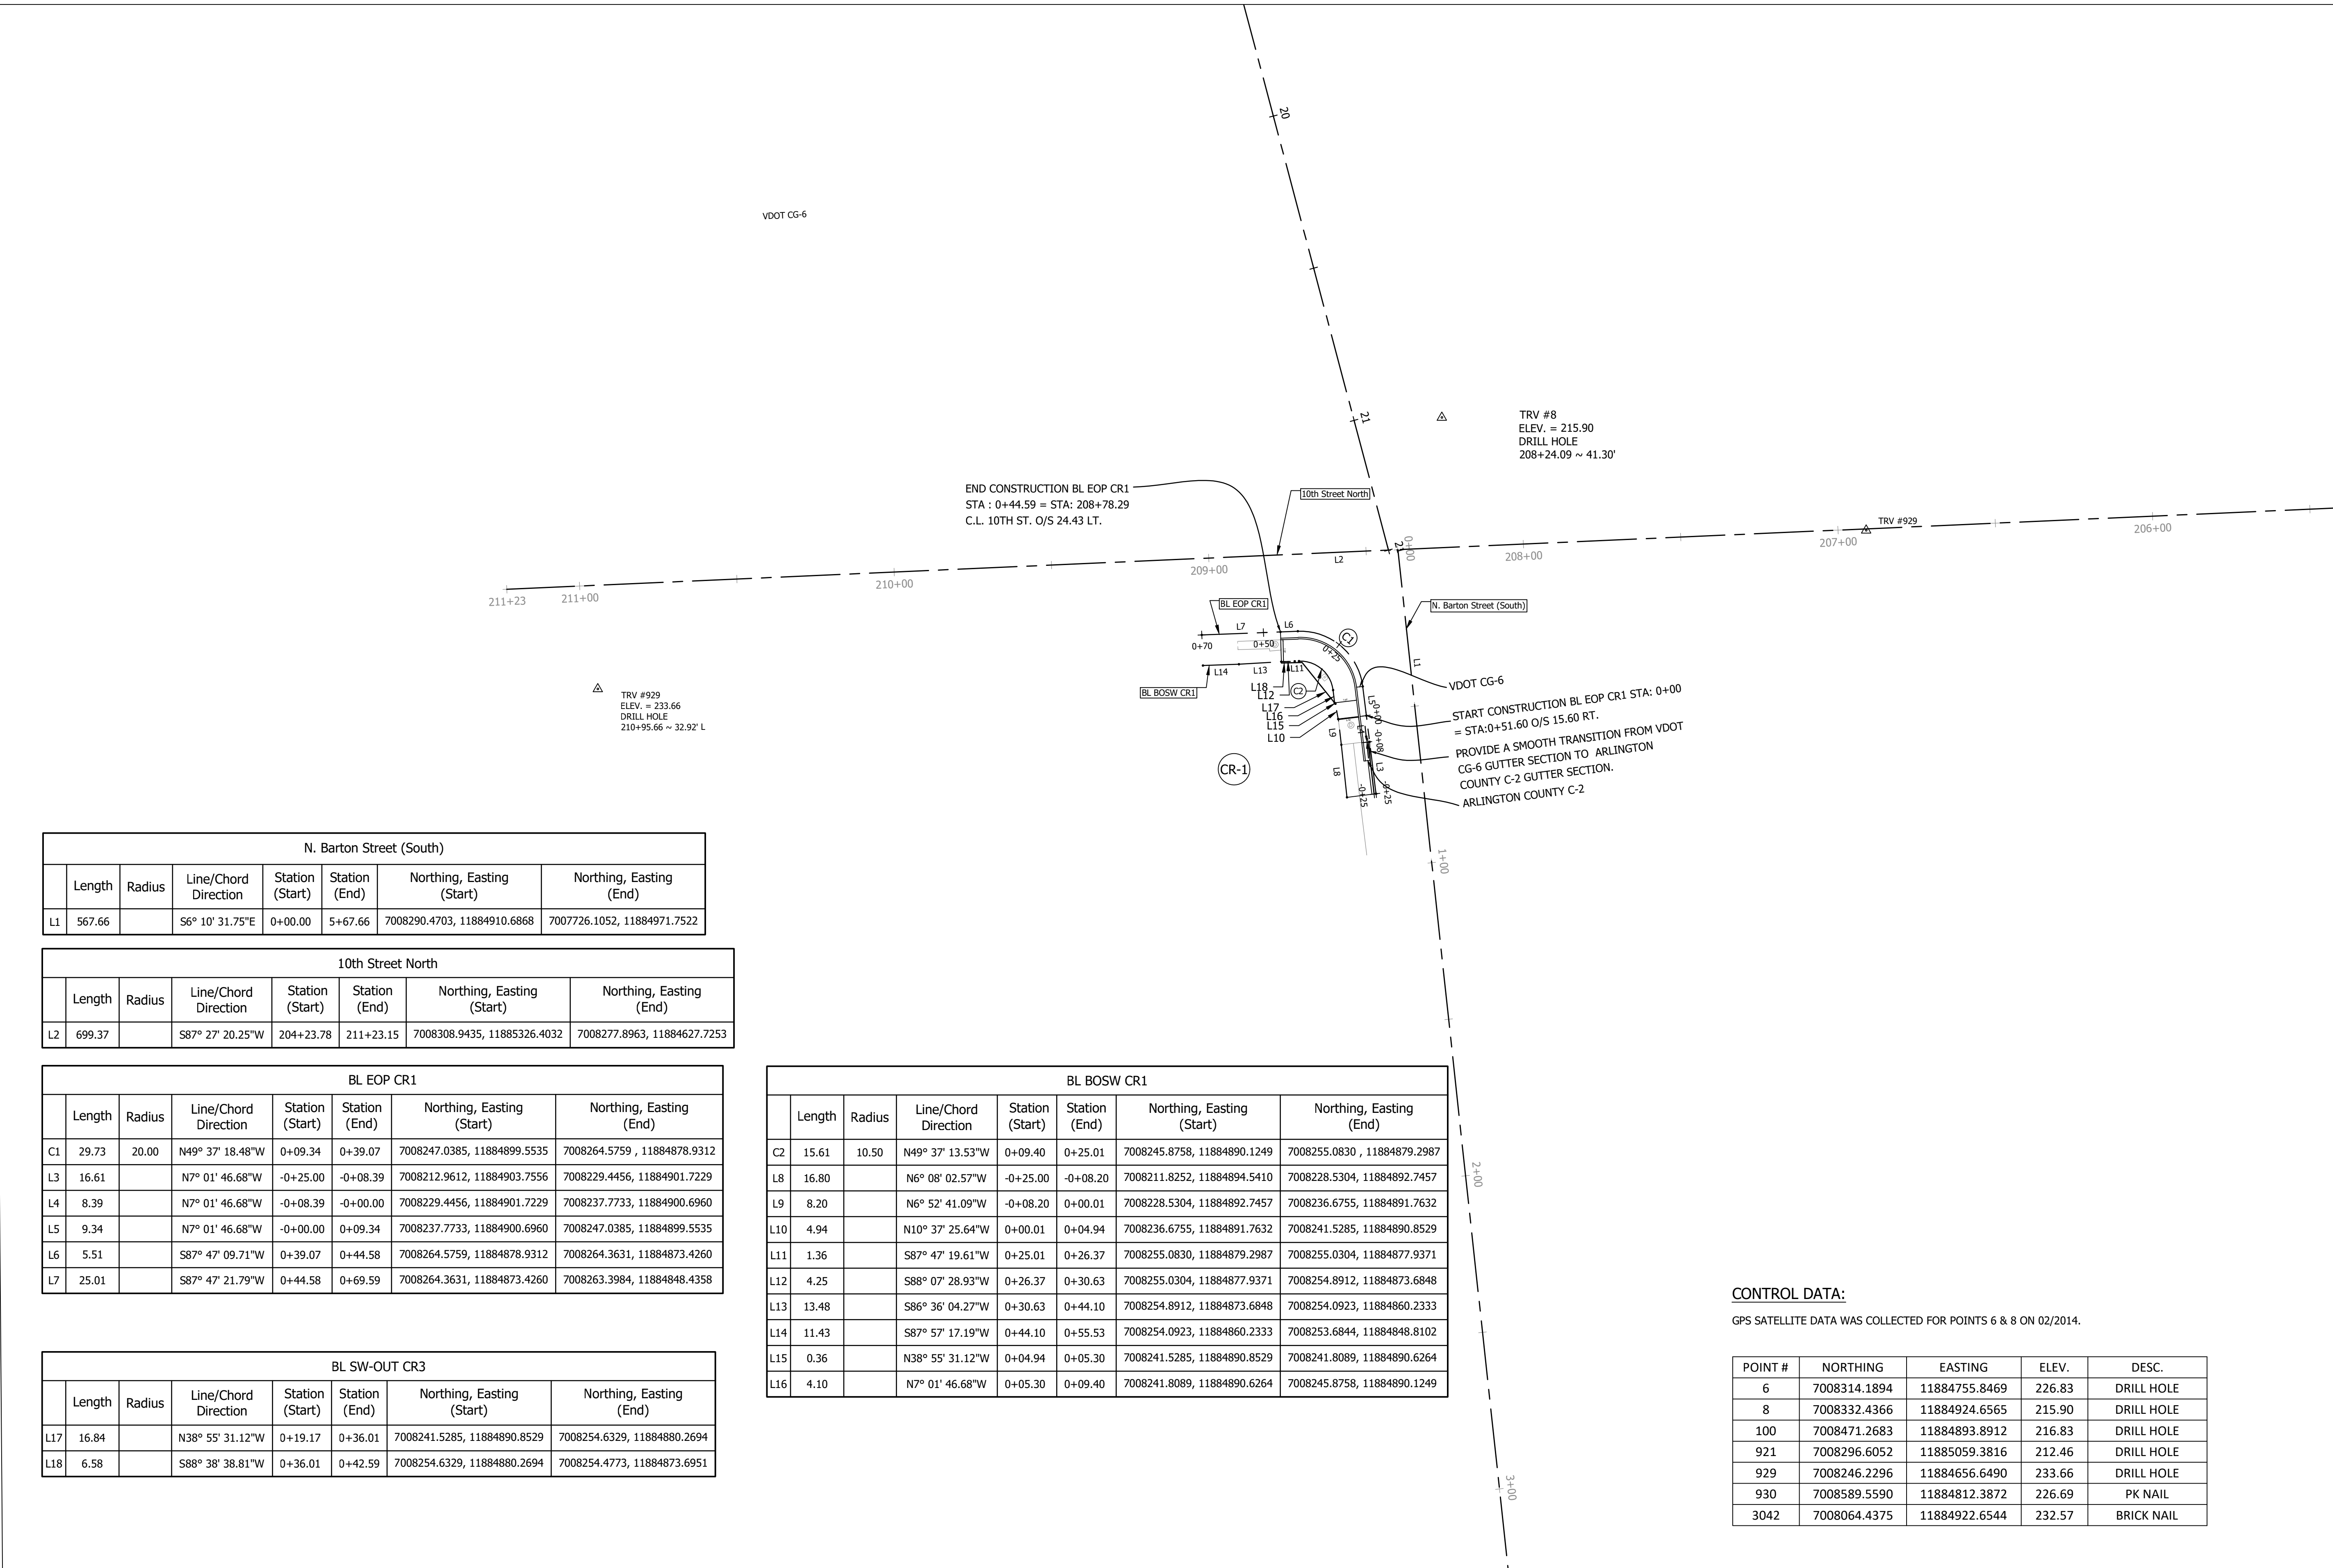 20
VDOT CG-6
21
TRV #8
ELEV. = 215.90
DRILL HOLE
208+24.09 ~ 41.30'
END CONSTRUCTION BL EOP CR1
STA : 0+44.59 = STA: 208+78.29
C.L. 10TH ST. O/S 24.43 LT.
10th Street North
TRV #929
211+23
211+00
210+00
209+00
L2
0+00
208+00
207+00
206+00
BL EOP CR1
N. Barton Street (South)
L7
L6
C1
0+70
0+50
0+25
L1
L14
L13
L11
BL BOSW CR1
L18
L12
C2
L17
L16
L15
L10
L5
0+00
-0+08
L9
L8
L3
-0+25
-0+25
VDOT CG-6
START CONSTRUCTION BL EOP CR1 STA: 0+00
= STA:0+51.60 O/S 15.60 RT.
PROVIDE A SMOOTH TRANSITION FROM VDOT
CG-6 GUTTER SECTION TO ARLINGTON
COUNTY C-2 GUTTER SECTION.
ARLINGTON COUNTY C-2
TRV #929
ELEV. = 233.66
DRILL HOLE
210+95.66 ~ 32.92' L
CR-1
1+00
2+00
3+00
N. Barton Street (South)
Length Radius Line/Chord Direction Station (Start) Station (End) Northing, Easting (Start) Northing, Easting (End)
L1 567.66 S6° 10' 31.75"E 0+00.00 5+67.66 7008290.4703, 11884910.6868 7007726.1052, 11884971.7522
10th Street North
Length Radius Line/Chord Direction Station (Start) Station (End) Northing, Easting (Start) Northing, Easting (End)
L2 699.37 S87° 27' 20.25"W 204+23.78 211+23.15 7008308.9435, 11885326.4032 7008277.8963, 11884627.7253
BL EOP CR1
Length Radius Line/Chord Direction Station (Start) Station (End) Northing, Easting (Start) Northing, Easting (End)
C1 29.73 20.00 N49° 37' 18.48"W 0+09.34 0+39.07 7008247.0385, 11884899.5535 7008264.5759 , 11884878.9312
L3 16.61 N7° 01' 46.68"W -0+25.00 -0+08.39 7008212.9612, 11884903.7556 7008229.4456, 11884901.7229
L4 8.39 N7° 01' 46.68"W -0+08.39 -0+00.00 7008229.4456, 11884901.7229 7008237.7733, 11884900.6960
L5 9.34 N7° 01' 46.68"W -0+00.00 0+09.34 7008237.7733, 11884900.6960 7008247.0385, 11884899.5535
L6 5.51 S87° 47' 09.71"W 0+39.07 0+44.58 7008264.5759, 11884878.9312 7008264.3631, 11884873.4260
L7 25.01 S87° 47' 21.79"W 0+44.58 0+69.59 7008264.3631, 11884873.4260 7008263.3984, 11884848.4358
BL SW-OUT CR3
Length Radius Line/Chord Direction Station (Start) Station (End) Northing, Easting (Start) Northing, Easting (End)
L17 16.84 N38° 55' 31.12"W 0+19.17 0+36.01 7008241.5285, 11884890.8529 7008254.6329, 11884880.2694
L18 6.58 S88° 38' 38.81"W 0+36.01 0+42.59 7008254.6329, 11884880.2694 7008254.4773, 11884873.6951
BL BOSW CR1
Length Radius Line/Chord Direction Station (Start) Station (End) Northing, Easting (Start) Northing, Easting (End)
C2 15.61 10.50 N49° 37' 13.53"W 0+09.40 0+25.01 7008245.8758, 11884890.1249 7008255.0830 , 11884879.2987
L8 16.80 N6° 08' 02.57"W -0+25.00 -0+08.20 7008211.8252, 11884894.5410 7008228.5304, 11884892.7457
L9 8.20 N6° 52' 41.09"W -0+08.20 0+00.01 7008228.5304, 11884892.7457 7008236.6755, 11884891.7632
L10 4.94 N10° 37' 25.64"W 0+00.01 0+04.94 7008236.6755, 11884891.7632 7008241.5285, 11884890.8529
L11 1.36 S87° 47' 19.61"W 0+25.01 0+26.37 7008255.0830, 11884879.2987 7008255.0304, 11884877.9371
L12 4.25 S88° 07' 28.93"W 0+26.37 0+30.63 7008255.0304, 11884877.9371 7008254.8912, 11884873.6848
L13 13.48 S86° 36' 04.27"W 0+30.63 0+44.10 7008254.8912, 11884873.6848 7008254.0923, 11884860.2333
L14 11.43 S87° 57' 17.19"W 0+44.10 0+55.53 7008254.0923, 11884860.2333 7008253.6844, 11884848.8102
L15 0.36 N38° 55' 31.12"W 0+04.94 0+05.30 7008241.5285, 11884890.8529 7008241.8089, 11884890.6264
L16 4.10 N7° 01' 46.68"W 0+05.30 0+09.40 7008241.8089, 11884890.6264 7008245.8758, 11884890.1249
CONTROL DATA:
GPS SATELLITE DATA WAS COLLECTED FOR POINTS 6 & 8 ON 02/2014.
POINT # NORTHING EASTING ELEV. DESC.
6 7008314.1894 11884755.8469 226.83 DRILL HOLE
8 7008332.4366 11884924.6565 215.90 DRILL HOLE
100 7008471.2683 11884893.8912 216.83 DRILL HOLE
921 7008296.6052 11885059.3816 212.46 DRILL HOLE
929 7008246.2296 11884656.6490 233.66 DRILL HOLE
930 7008589.5590 11884812.3872 226.69 PK NAIL
3042 7008064.4375 11884922.6544 232.57 BRICK NAIL